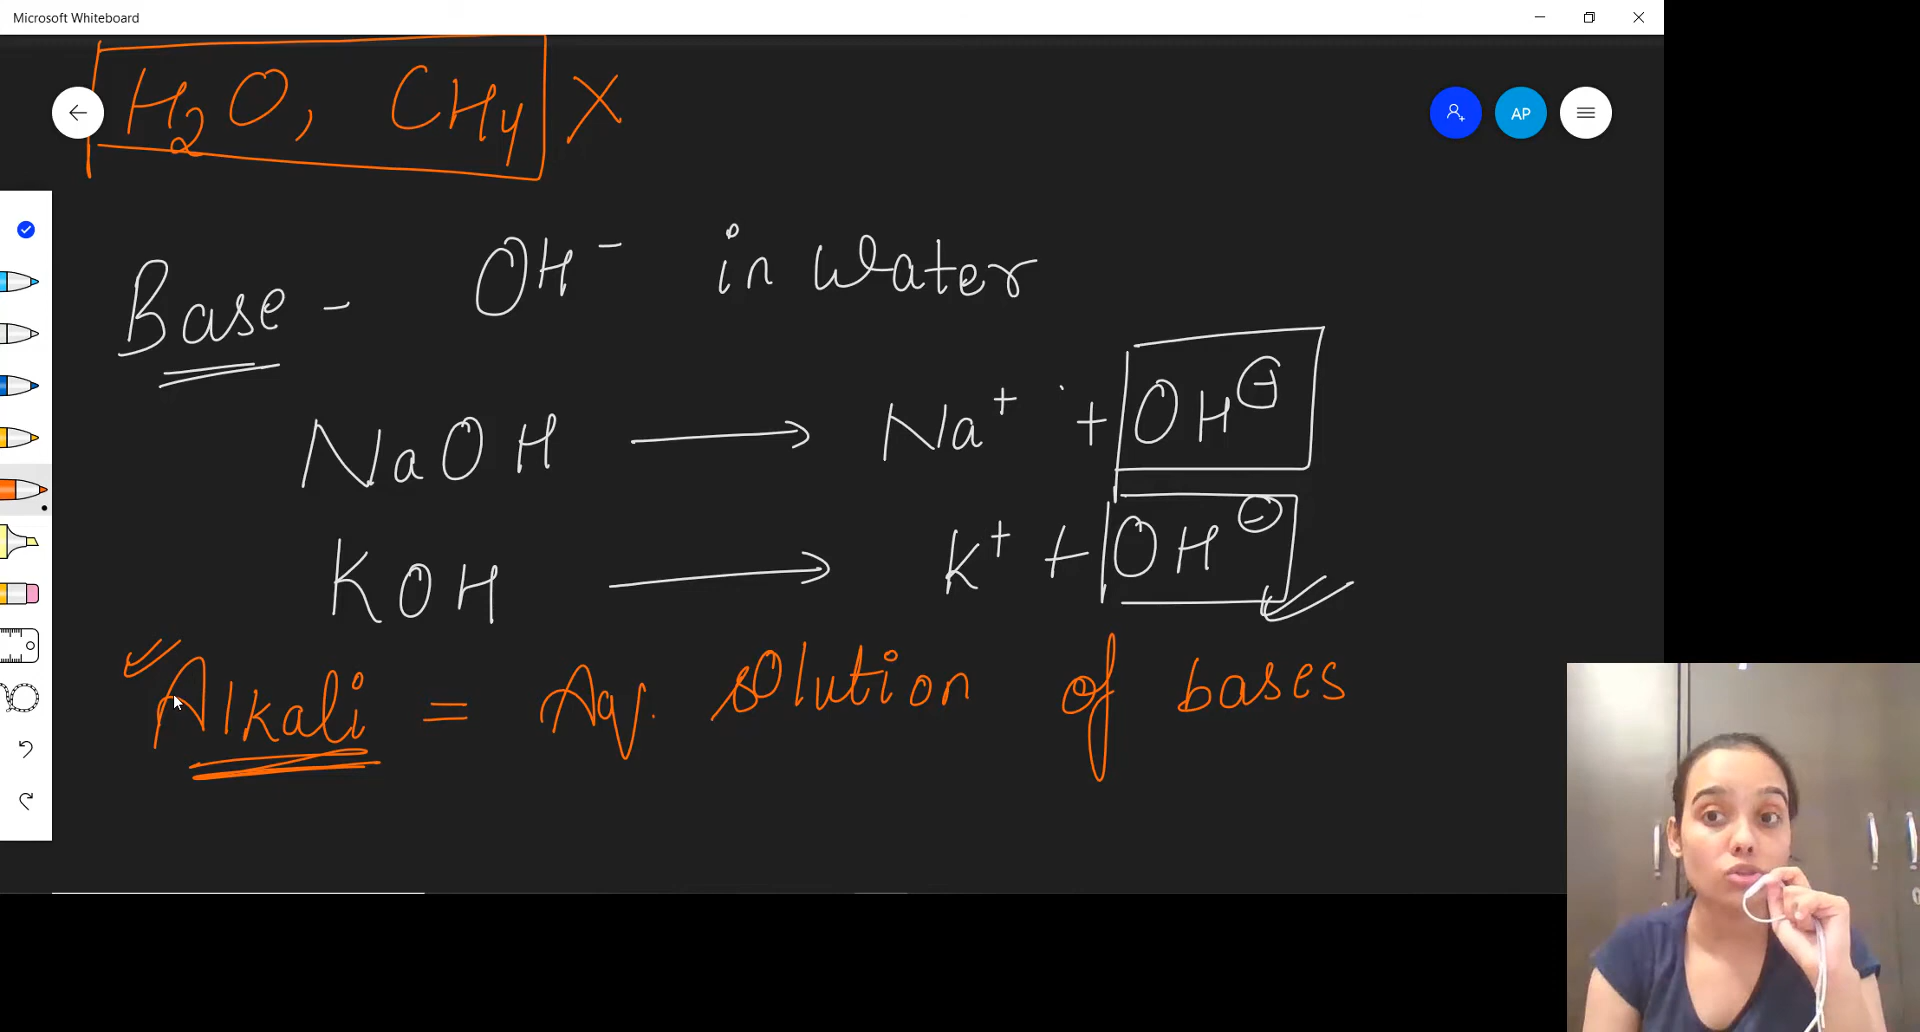 Microsoft Whiteboard
H₂O, CH₄ X
AP
Base - OH⁻ in water
NaOH → Na⁺ + OH⊖
KOH → K⁺ + OH⊖
Alkali = Aq. solution of bases